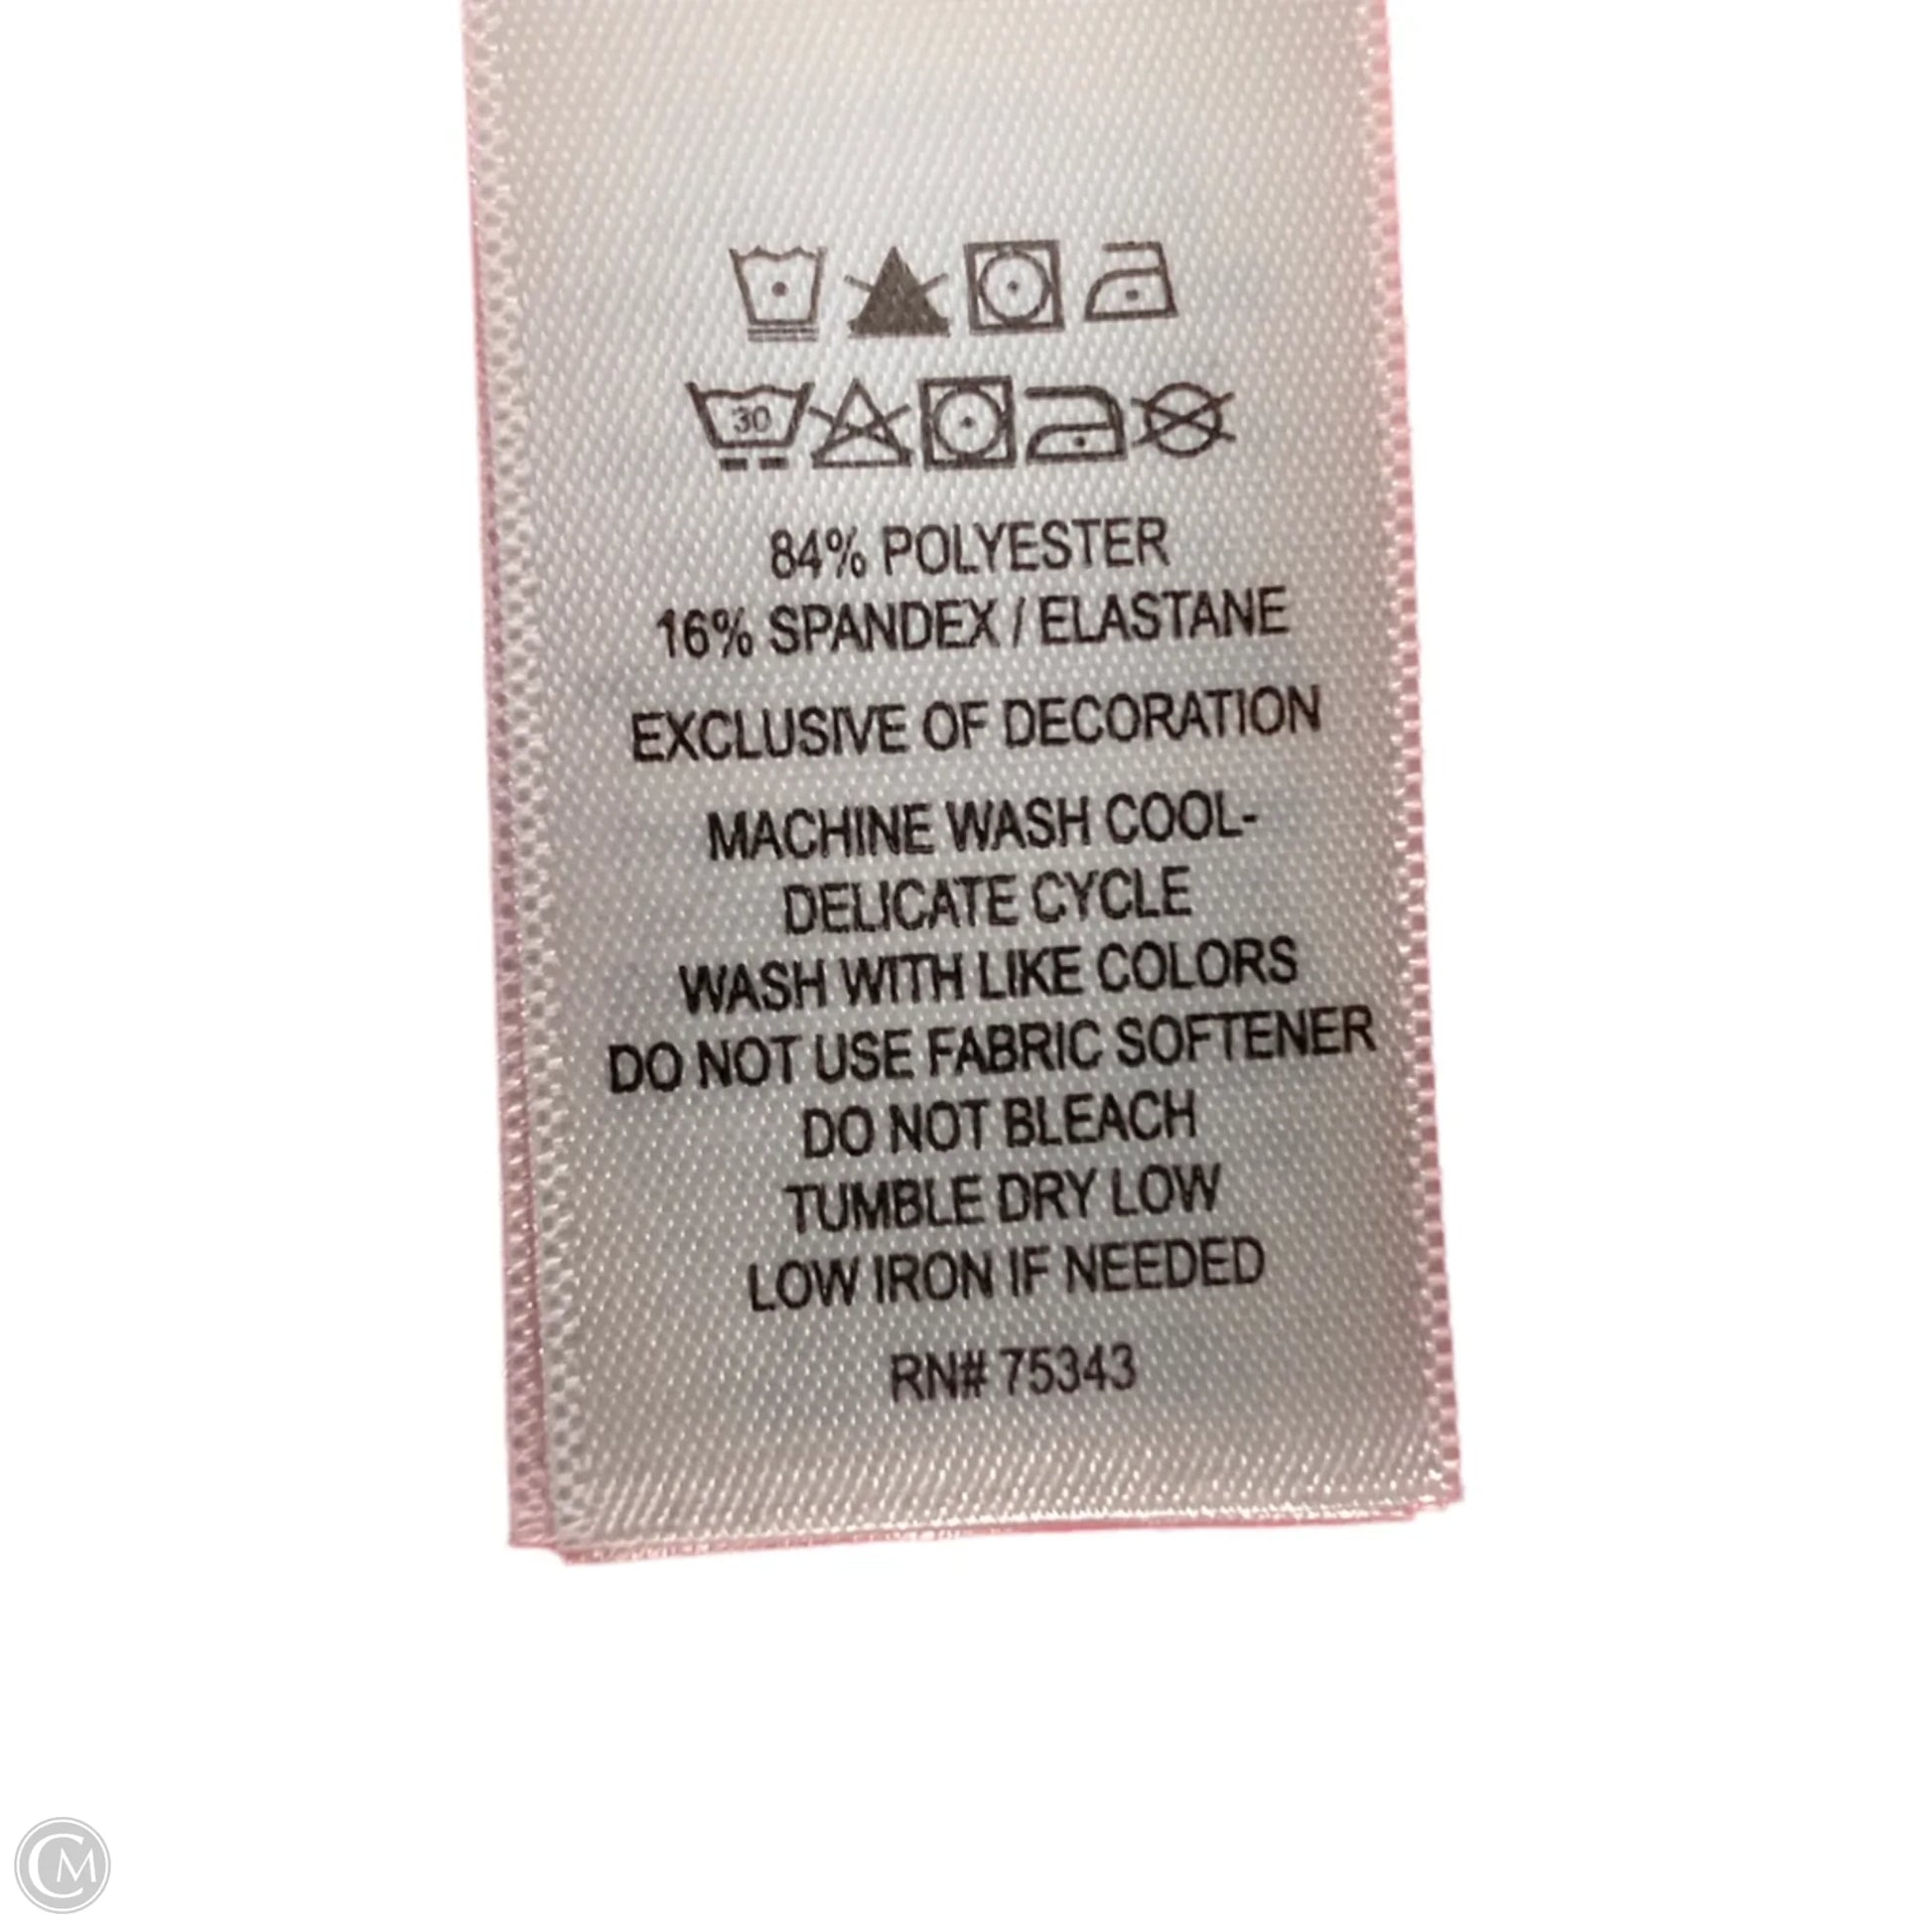 30
84% POLYESTER
16% SPANDEX / ELASTANE
EXCLUSIVE OF DECORATION
MACHINE WASH COOL-
DELICATE CYCLE
WASH WITH LIKE COLORS
DO NOT USE FABRIC SOFTENER
DO NOT BLEACH
TUMBLE DRY LOW
LOW IRON IF NEEDED
RN# 75343
CM